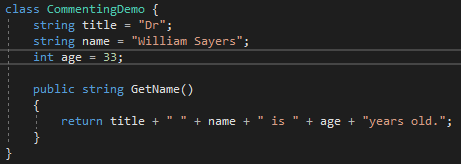 class CommentingDemo {
    string title = "Dr";
    string name = "William Sayers";
    int age = 33;

    public string GetName()
    {
        return title + " " + name + " is " + age + "years old.";
    }
}